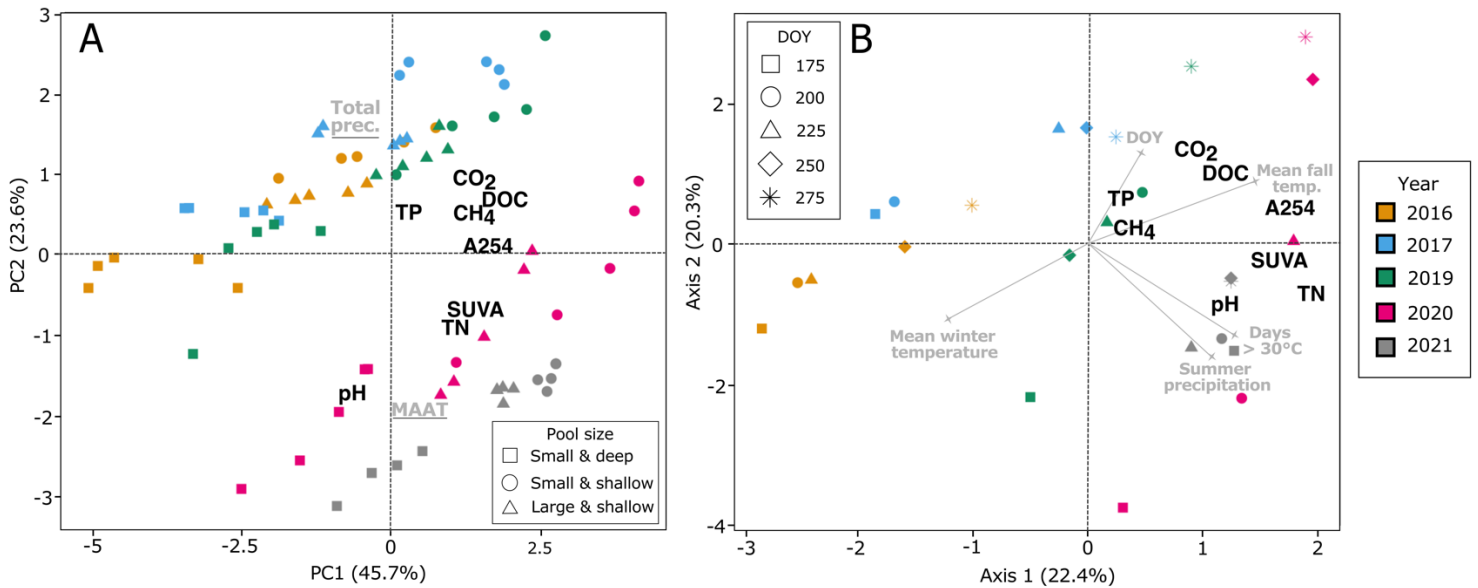 A
3
2
1
0
-1
-2
-3
PC2 (23.6%)
-5
-2.5
0
2.5
PC1 (45.7%)
Total
prec.
CO2
DOC
TP
CH4
A254
SUVA
TN
pH
MAAT
Pool size
Small & deep
Small & shallow
Large & shallow
B
DOY
175
200
225
250
275
2
0
-2
-4
Axis 2 (20.3%)
-3
-2
-1
0
1
2
Axis 1 (22.4%)
DOY
CO2
DOC
Mean fall
temp.
TP
A254
CH4
SUVA
TN
pH
Mean winter
temperature
Days
> 30°C
Summer
precipitation
Year
2016
2017
2019
2020
2021